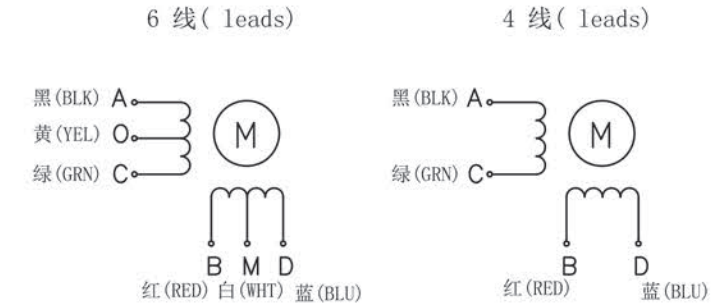 6 线( leads)
黑(BLK) A
黄(YEL) O
绿(GRN) C
M
B M D
红(RED) 白(WHT) 蓝(BLU)
4 线( leads)
黑(BLK) A
绿(GRN) C
M
B D
红(RED) 蓝(BLU)